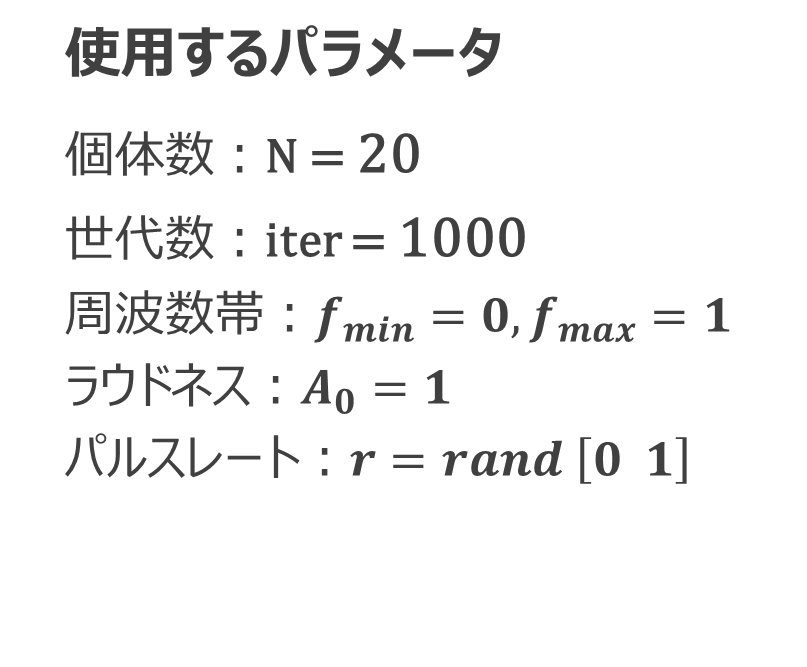 使用するパラメータ
個体数：N = 20
世代数：iter = 1000
周波数帯：f_min = 0, f_max = 1
ラウドネス：A_0 = 1
パルスレート：r = rand [0 1]